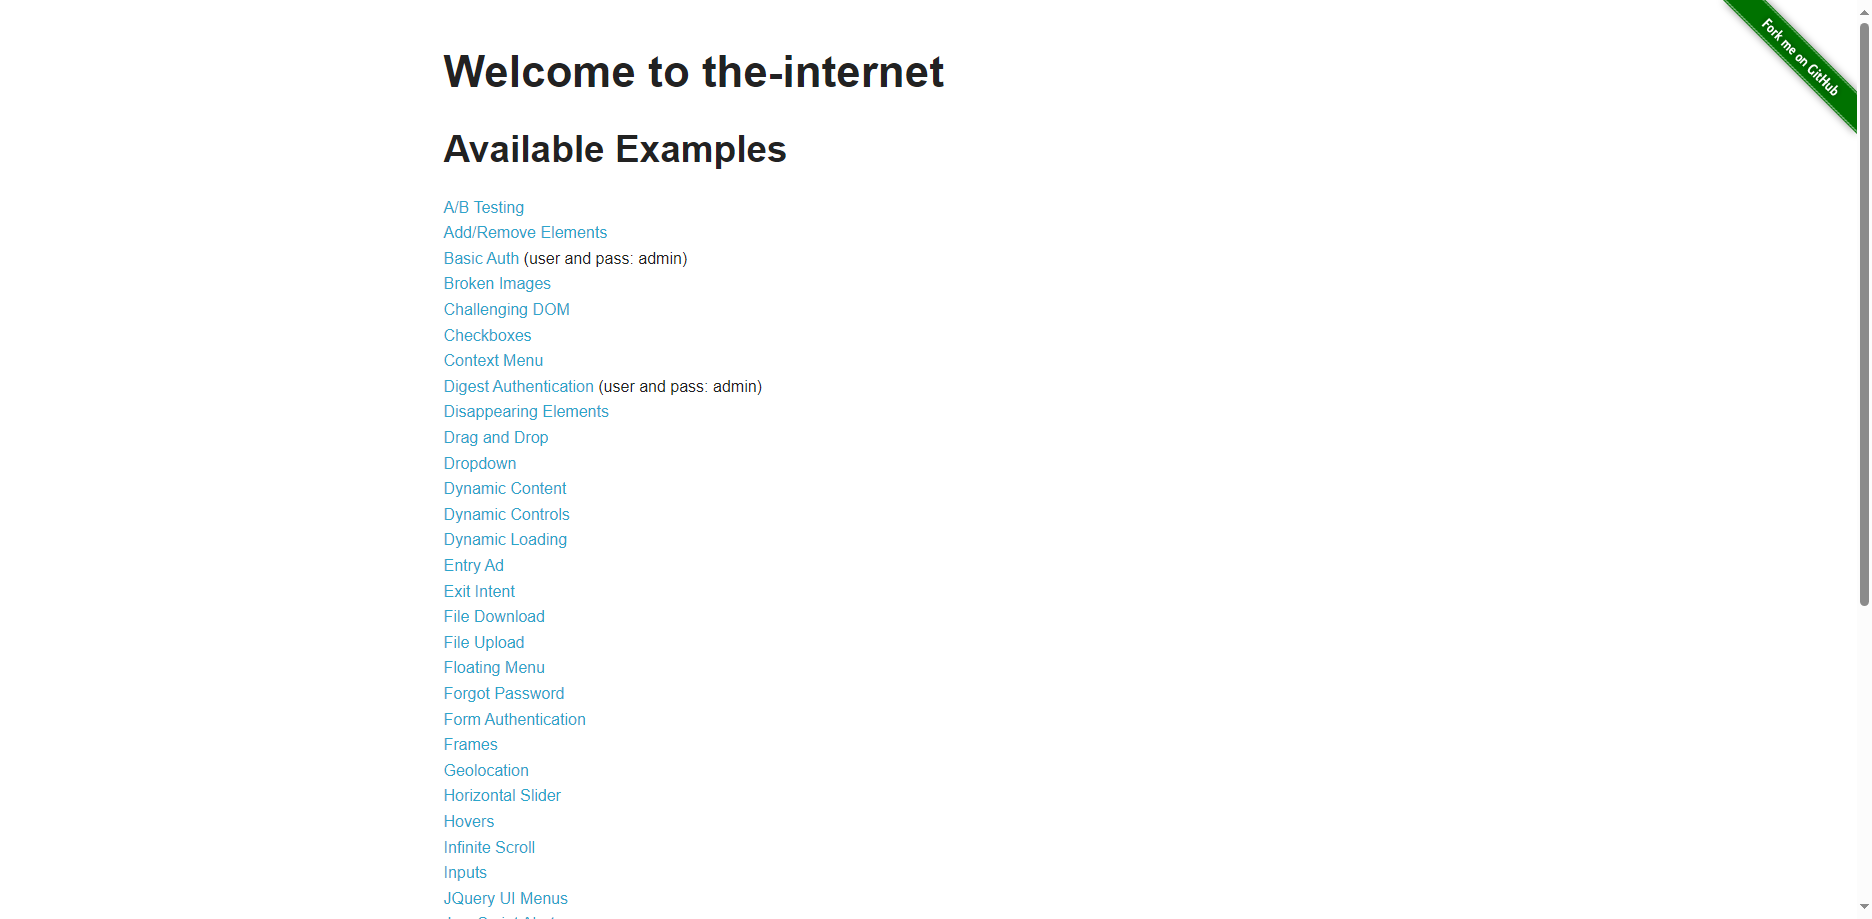 Fork me on GitHub
Welcome to the-internet
Available Examples
A/B Testing
Add/Remove Elements
Basic Auth (user and pass: admin)
Broken Images
Challenging DOM
Checkboxes
Context Menu
Digest Authentication (user and pass: admin)
Disappearing Elements
Drag and Drop
Dropdown
Dynamic Content
Dynamic Controls
Dynamic Loading
Entry Ad
Exit Intent
File Download
File Upload
Floating Menu
Forgot Password
Form Authentication
Frames
Geolocation
Horizontal Slider
Hovers
Infinite Scroll
Inputs
JQuery UI Menus